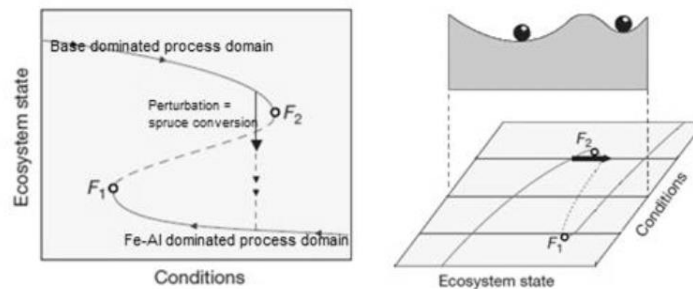 Base dominated process domain
Ecosystem state
Perturbation =
spruce conversion
F2
F1
Fe-Al dominated process domain
Conditions
F2
Conditions
F1
Ecosystem state